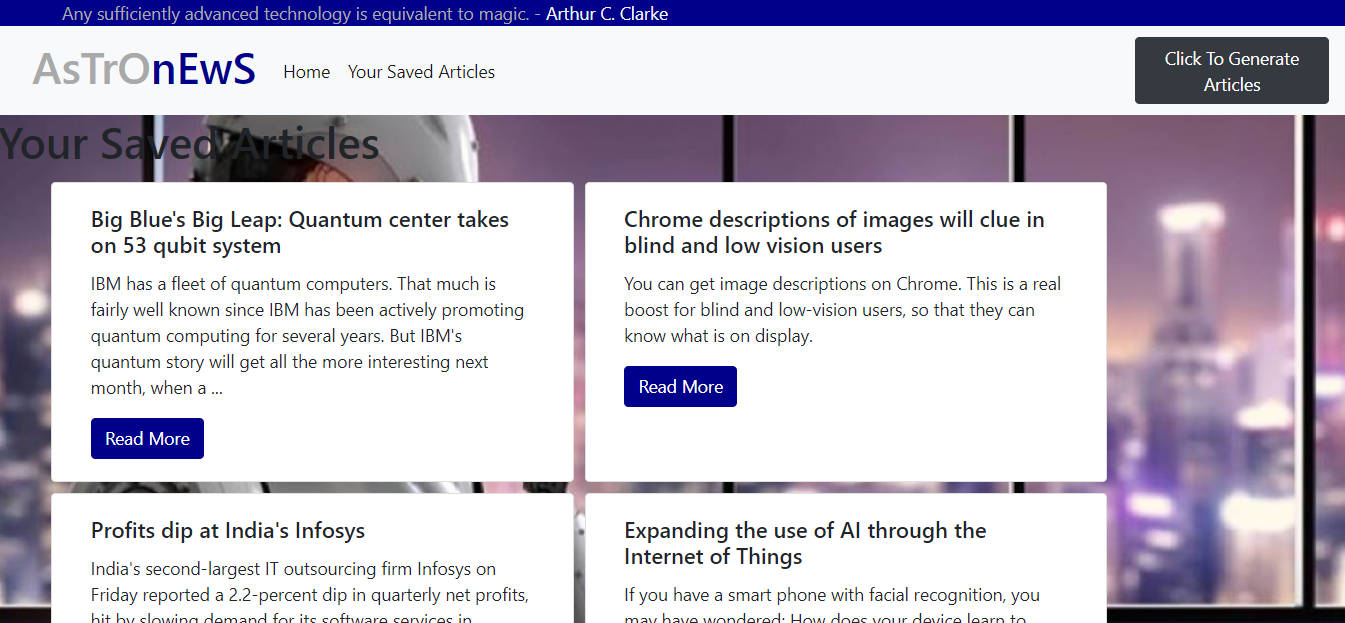 Any sufficiently advanced technology is equivalent to magic. - Arthur C. Clarke
AsTrOnEwS
Home
Your Saved Articles
Click To Generate
Articles
Your Saved Articles
Big Blue's Big Leap: Quantum center takes
on 53 qubit system
IBM has a fleet of quantum computers. That much is
fairly well known since IBM has been actively promoting
quantum computing for several years. But IBM's
quantum story will get all the more interesting next
month, when a ...
Read More
Chrome descriptions of images will clue in
blind and low vision users
You can get image descriptions on Chrome. This is a real
boost for blind and low-vision users, so that they can
know what is on display.
Read More
Profits dip at India's Infosys
India's second-largest IT outsourcing firm Infosys on
Friday reported a 2.2-percent dip in quarterly net profits,
hit by slowing demand for its software services in
Expanding the use of AI through the
Internet of Things
If you have a smart phone with facial recognition, you
may have wondered: How does your device learn to